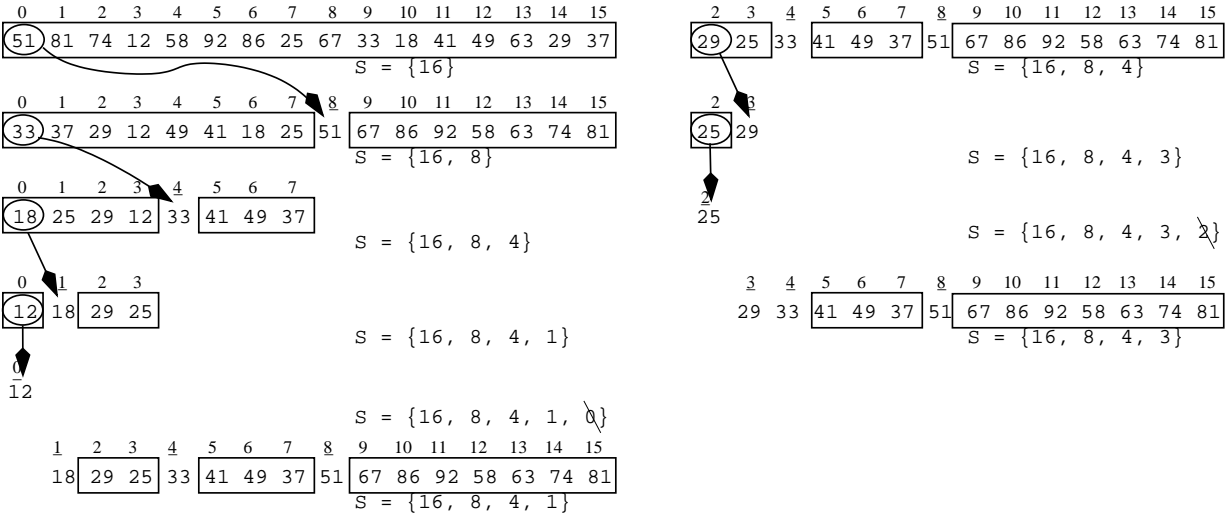 0 1 2 3 4 5 6 7 8 9 10 11 12 13 14 15
51 81 74 12 58 92 86 25 67 33 18 41 49 63 29 37
S = {16}
0 1 2 3 4 5 6 7 8 9 10 11 12 13 14 15
33 37 29 12 49 41 18 25 51 67 86 92 58 63 74 81
S = {16, 8}
0 1 2 3 4 5 6 7
18 25 29 12 33 41 49 37
S = {16, 8, 4}
0 1 2 3
12 18 29 25
S = {16, 8, 4, 1}
0
12
S = {16, 8, 4, 1, 0}
1 2 3 4 5 6 7 8 9 10 11 12 13 14 15
18 29 25 33 41 49 37 51 67 86 92 58 63 74 81
S = {16, 8, 4, 1}
2 3 4 5 6 7 8 9 10 11 12 13 14 15
29 25 33 41 49 37 51 67 86 92 58 63 74 81
S = {16, 8, 4}
2 3
25 29
S = {16, 8, 4, 3}
2
25
S = {16, 8, 4, 3, 2}
3 4 5 6 7 8 9 10 11 12 13 14 15
29 33 41 49 37 51 67 86 92 58 63 74 81
S = {16, 8, 4, 3}